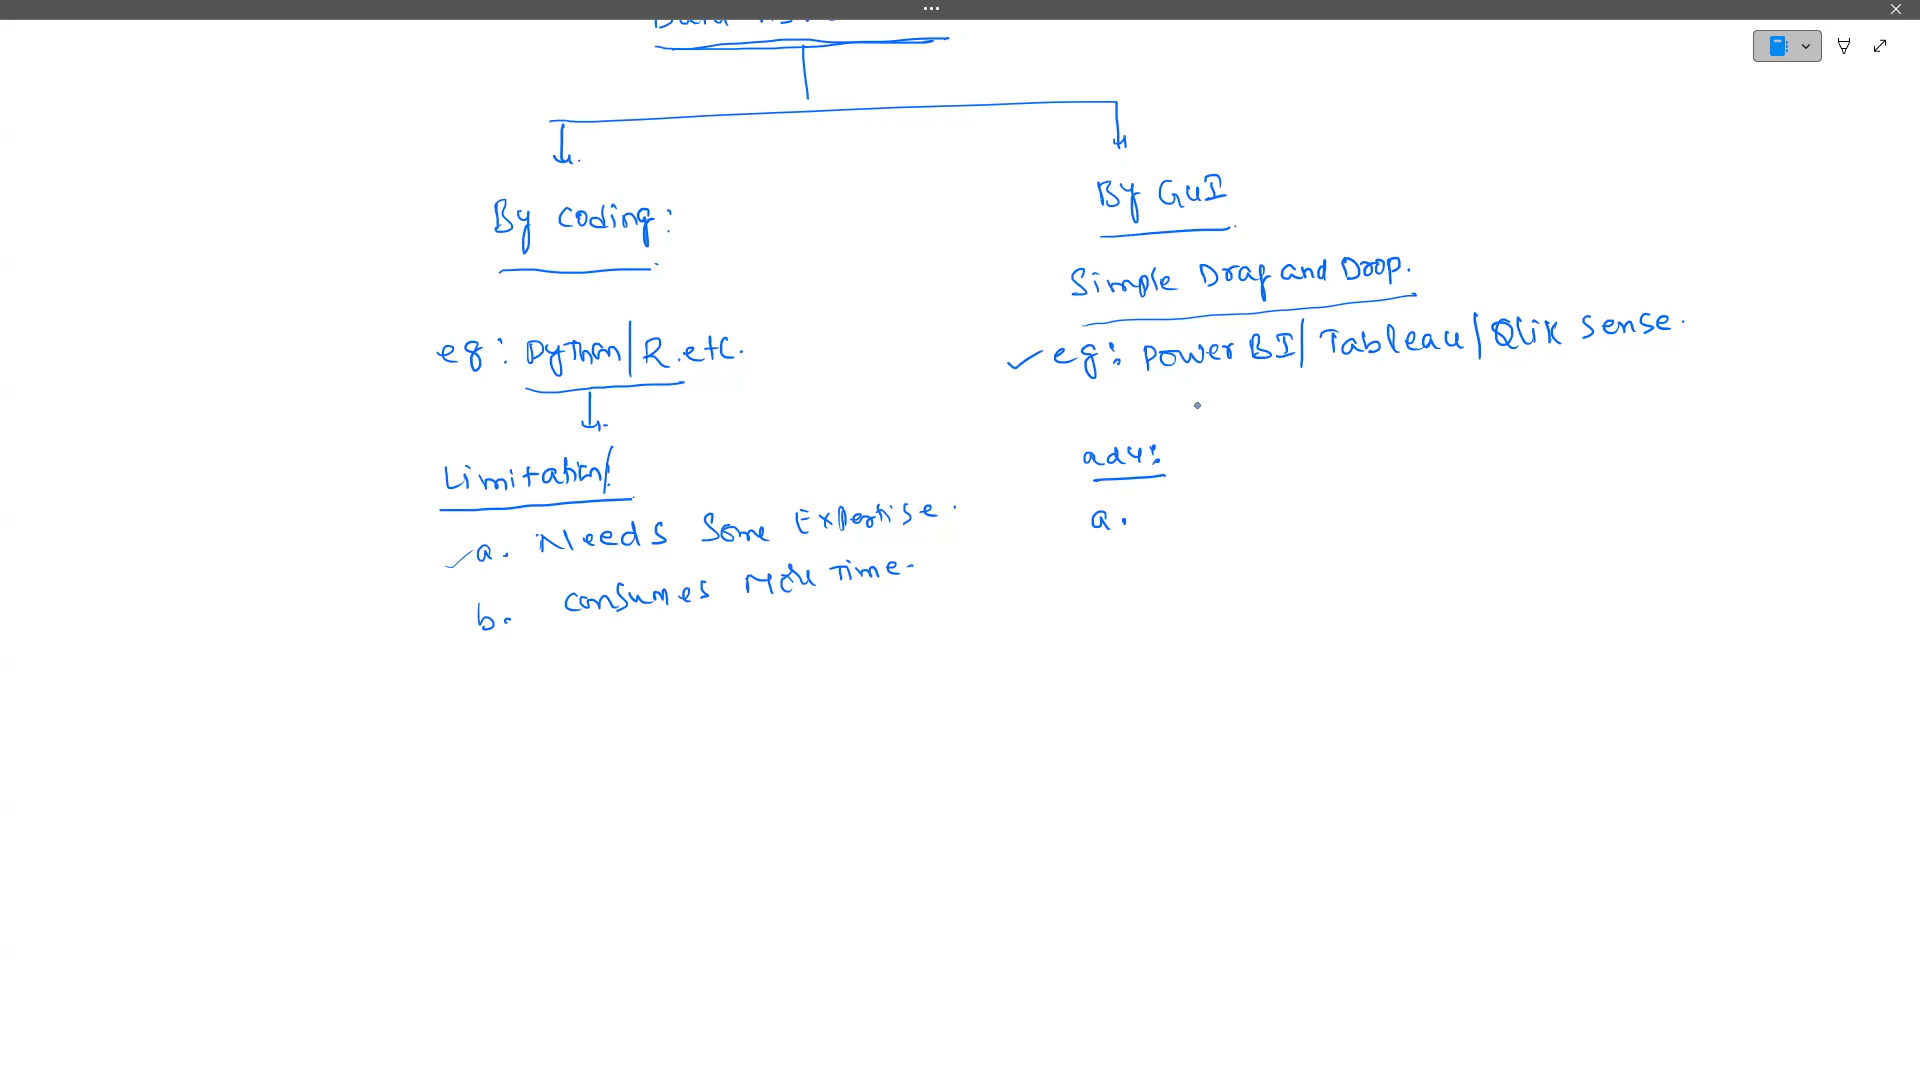 By coding:
By GUI
Simple Drag and Drop.
eg: Python/R.etc.
eg: Power BI/Tableau/Qlik Sense.
Limitation/
adv:
a. Needs Some Expertise.
a.
b. consumes More Time.